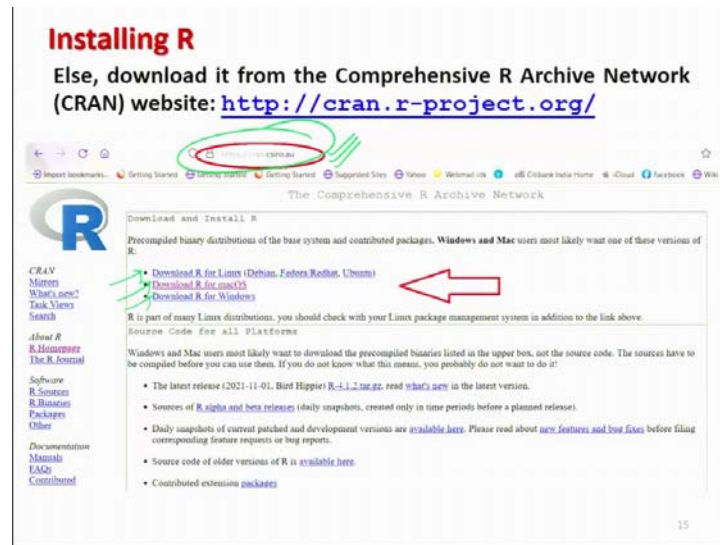 Installing R
Else, download it from the Comprehensive R Archive Network
(CRAN) website: http://cran.r-project.org/
Import bookmarks... Getting Started Getting Started Getting Started Suggested Sites Yahoo Webmail Citibank India Home iCloud Facebook Wiki
The Comprehensive R Archive Network
R
CRAN
Mirrors
What's new?
Task Views
Search
About R
R Homepage
The R Journal
Software
R Sources
R Binaries
Packages
Other
Documentation
Manuals
FAQs
Contributed
Download and Install R
Precompiled binary distributions of the base system and contributed packages, Windows and Mac users most likely want one of these versions of
R:
• Download R for Linux (Debian, Fedora/Redhat, Ubuntu)
• Download R for macOS
• Download R for Windows
R is part of many Linux distributions, you should check with your Linux package management system in addition to the link above.
Source Code for all Platforms
Windows and Mac users most likely want to download the precompiled binaries listed in the upper box, not the source code. The sources have to
be compiled before you can use them. If you do not know what this means, you probably do not want to do it!
• The latest release (2021-11-01, Bird Hippie) R-4.1.2.tar.gz, read what's new in the latest version.
• Sources of R alpha and beta releases (daily snapshots, created only in time periods before a planned release).
• Daily snapshots of current patched and development versions are available here. Please read about new features and bug fixes before filing
corresponding feature requests or bug reports.
• Source code of older versions of R is available here.
• Contributed extension packages
15